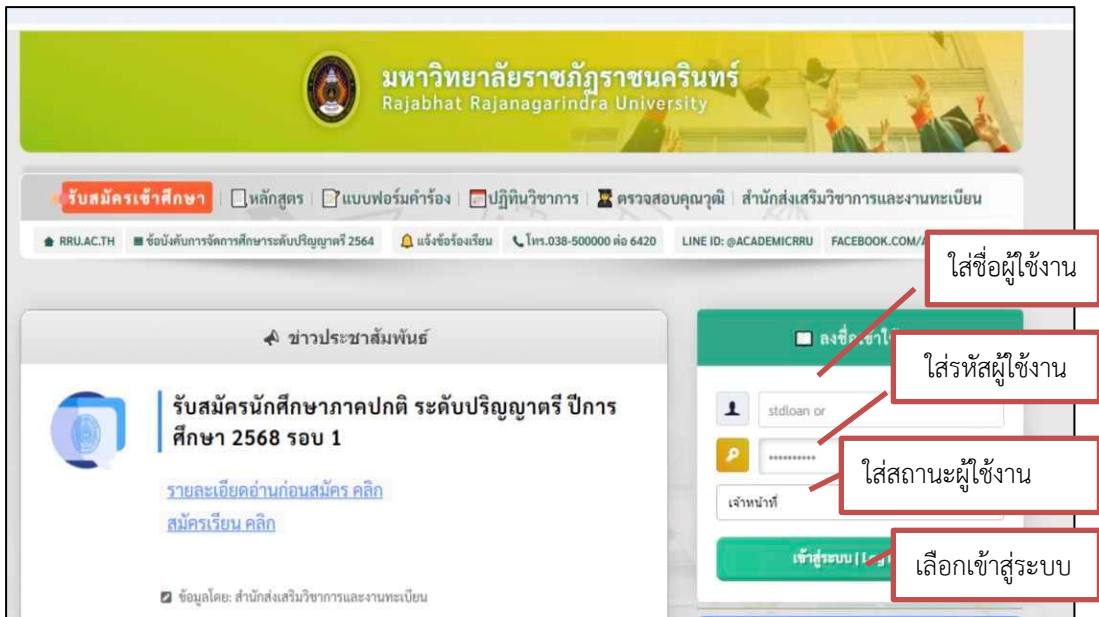 มหาวิทยาลัยราชภัฏราชนครินทร์
Rajabhat Rajanagarindra University
รับสมัครเข้าศึกษา หลักสูตร แบบฟอร์มคำร้อง ปฏิทินวิชาการ ตรวจสอบคุณวุฒิ สำนักส่งเสริมวิชาการและงานทะเบียน
RRU.AC.TH ข้อบังคับการจัดการศึกษาระดับปริญญาตรี 2564 แจ้งข้อร้องเรียน โทร.038-500000 ต่อ 6420 LINE ID: @ACADEMICRRU FACEBOOK.COM/
ใส่ชื่อผู้ใช้งาน
ข่าวประชาสัมพันธ์
ลงชื่อเข้าใช้
ใส่รหัสผู้ใช้งาน
รับสมัครนักศึกษาภาคปกติ ระดับปริญญาตรี ปีการ
ศึกษา 2568 รอบ 1
stdloan or
**********
รายละเอียดอ่านก่อนสมัคร คลิก
ใส่สถานะผู้ใช้งาน
เจ้าหน้าที่
สมัครเรียน คลิก
เข้าสู่ระบบ |
เลือกเข้าสู่ระบบ
ข้อมูลโดย: สำนักส่งเสริมวิชาการและงานทะเบียน